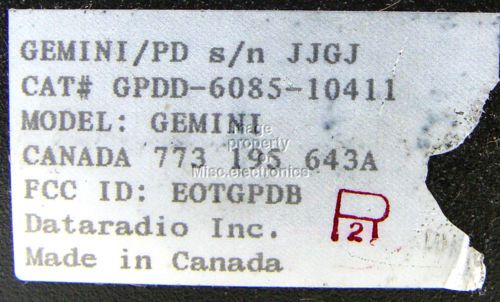 GEMINI/PD s/n JJGJ
CAT# GPDD-6085-10411
MODEL: GEMINI
Image
property
CANADA 773 195 643A
Misc.electronics
FCC ID: EOTGPDB
R
2
Dataradio Inc.
Made in Canada